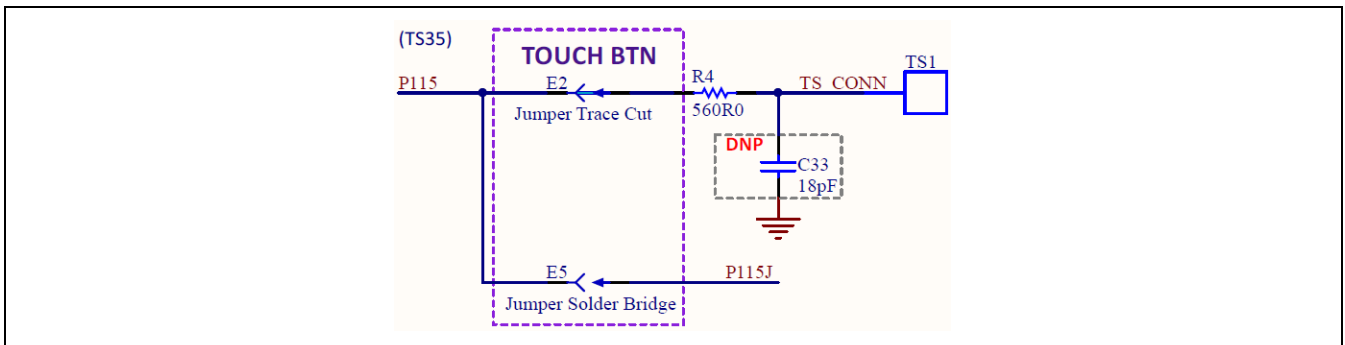 (TS35)
TOUCH BTN
P115
E2
R4
TS_CONN
TS1
Jumper Trace Cut
560R0
DNP
C33
18pF
E5
P115J
Jumper Solder Bridge